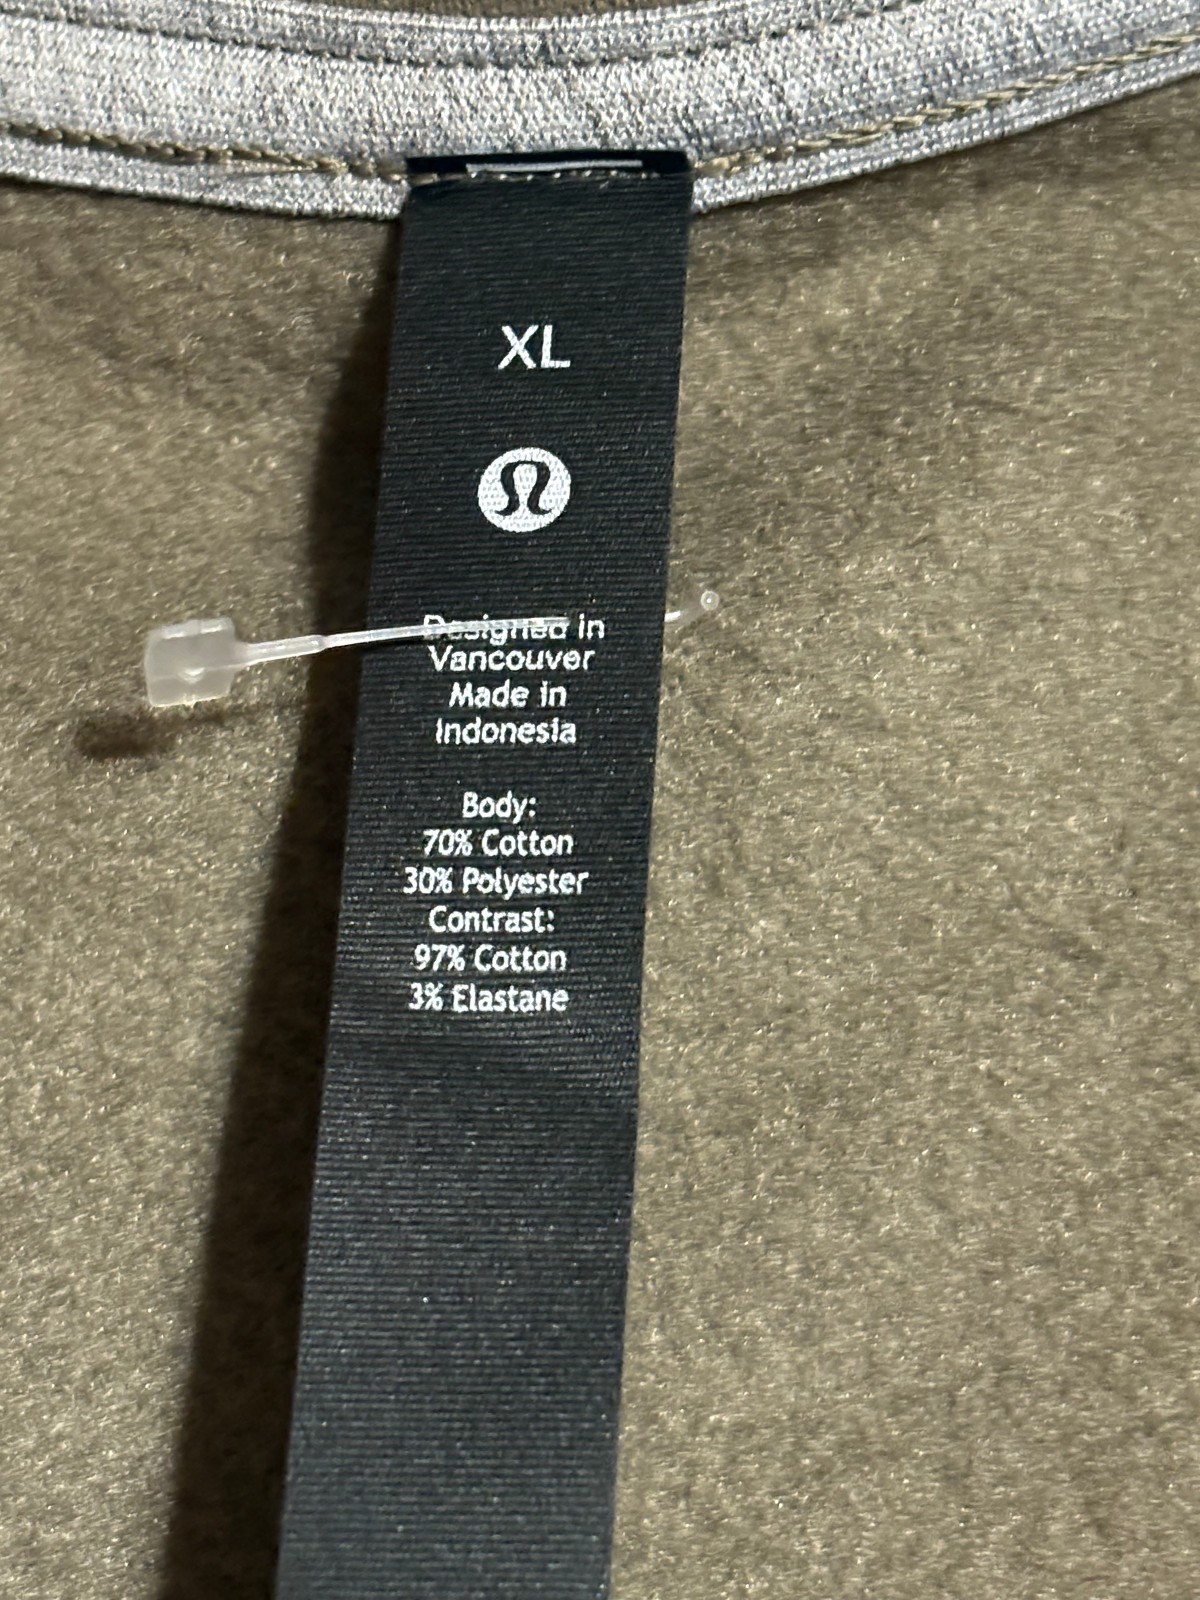 XL
Designed in
Vancouver
Made in
Indonesia
Body:
70% Cotton
30% Polyester
Contrast:
97% Cotton
3% Elastane